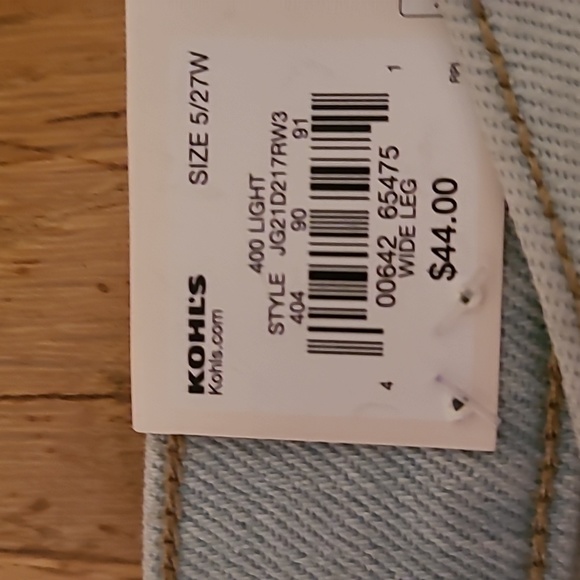 KOHL'S SIZE 5/27W
Kohls.com
400 LIGHT
STYLE JG21D217RW3
404 90 91
4 00642 65475 1
WIDE LEG
$44.00